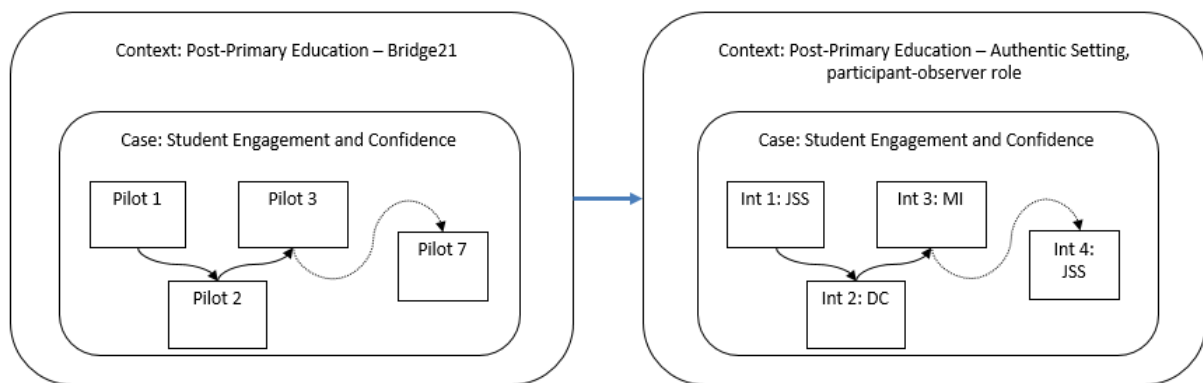 Context: Post-Primary Education – Bridge21
Case: Student Engagement and Confidence
Pilot 1
Pilot 3
Pilot 7
Pilot 2
Context: Post-Primary Education – Authentic Setting,
participant-observer role
Case: Student Engagement and Confidence
Int 1: JSS
Int 3: MI
Int 4:
JSS
Int 2: DC